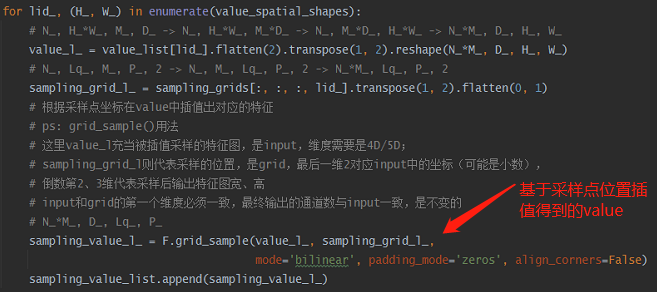 for lid_, (H_, W_) in enumerate(value_spatial_shapes):
# N_, H_*W_, M_, D_ -> N_, H_*W_, M_*D_ -> N_, M_*D_, H_*W_ -> N_*M_, D_, H_, W_
value_l_ = value_list[lid_].flatten(2).transpose(1, 2).reshape(N_*M_, D_, H_, W_)
# N_, Lq_, M_, P_, 2 -> N_, M_, Lq_, P_, 2 -> N_*M_, Lq_, P_, 2
sampling_grid_l_ = sampling_grids[:, :, :, lid_].transpose(1, 2).flatten(0, 1)
# 根据采样点坐标在value中插值出对应的特征
# ps: grid_sample()用法
# 这里value_l_充当被插值采样的特征图，是input，维度需要是4D/5D；
# sampling_grid_l_则代表采样的位置，是grid，最后一维2对应input中的坐标（可能是小数），
# 倒数第2、3维代表采样后输出特征图宽、高
# input和grid的第一个维度必须一致，最终输出的通道数与input一致，是不变的
# N_*M_, D_, Lq_, P_
sampling_value_l_ = F.grid_sample(value_l_, sampling_grid_l_,
mode='bilinear', padding_mode='zeros', align_corners=False)
sampling_value_list.append(sampling_value_l_)
基于采样点位置插
值得到的value